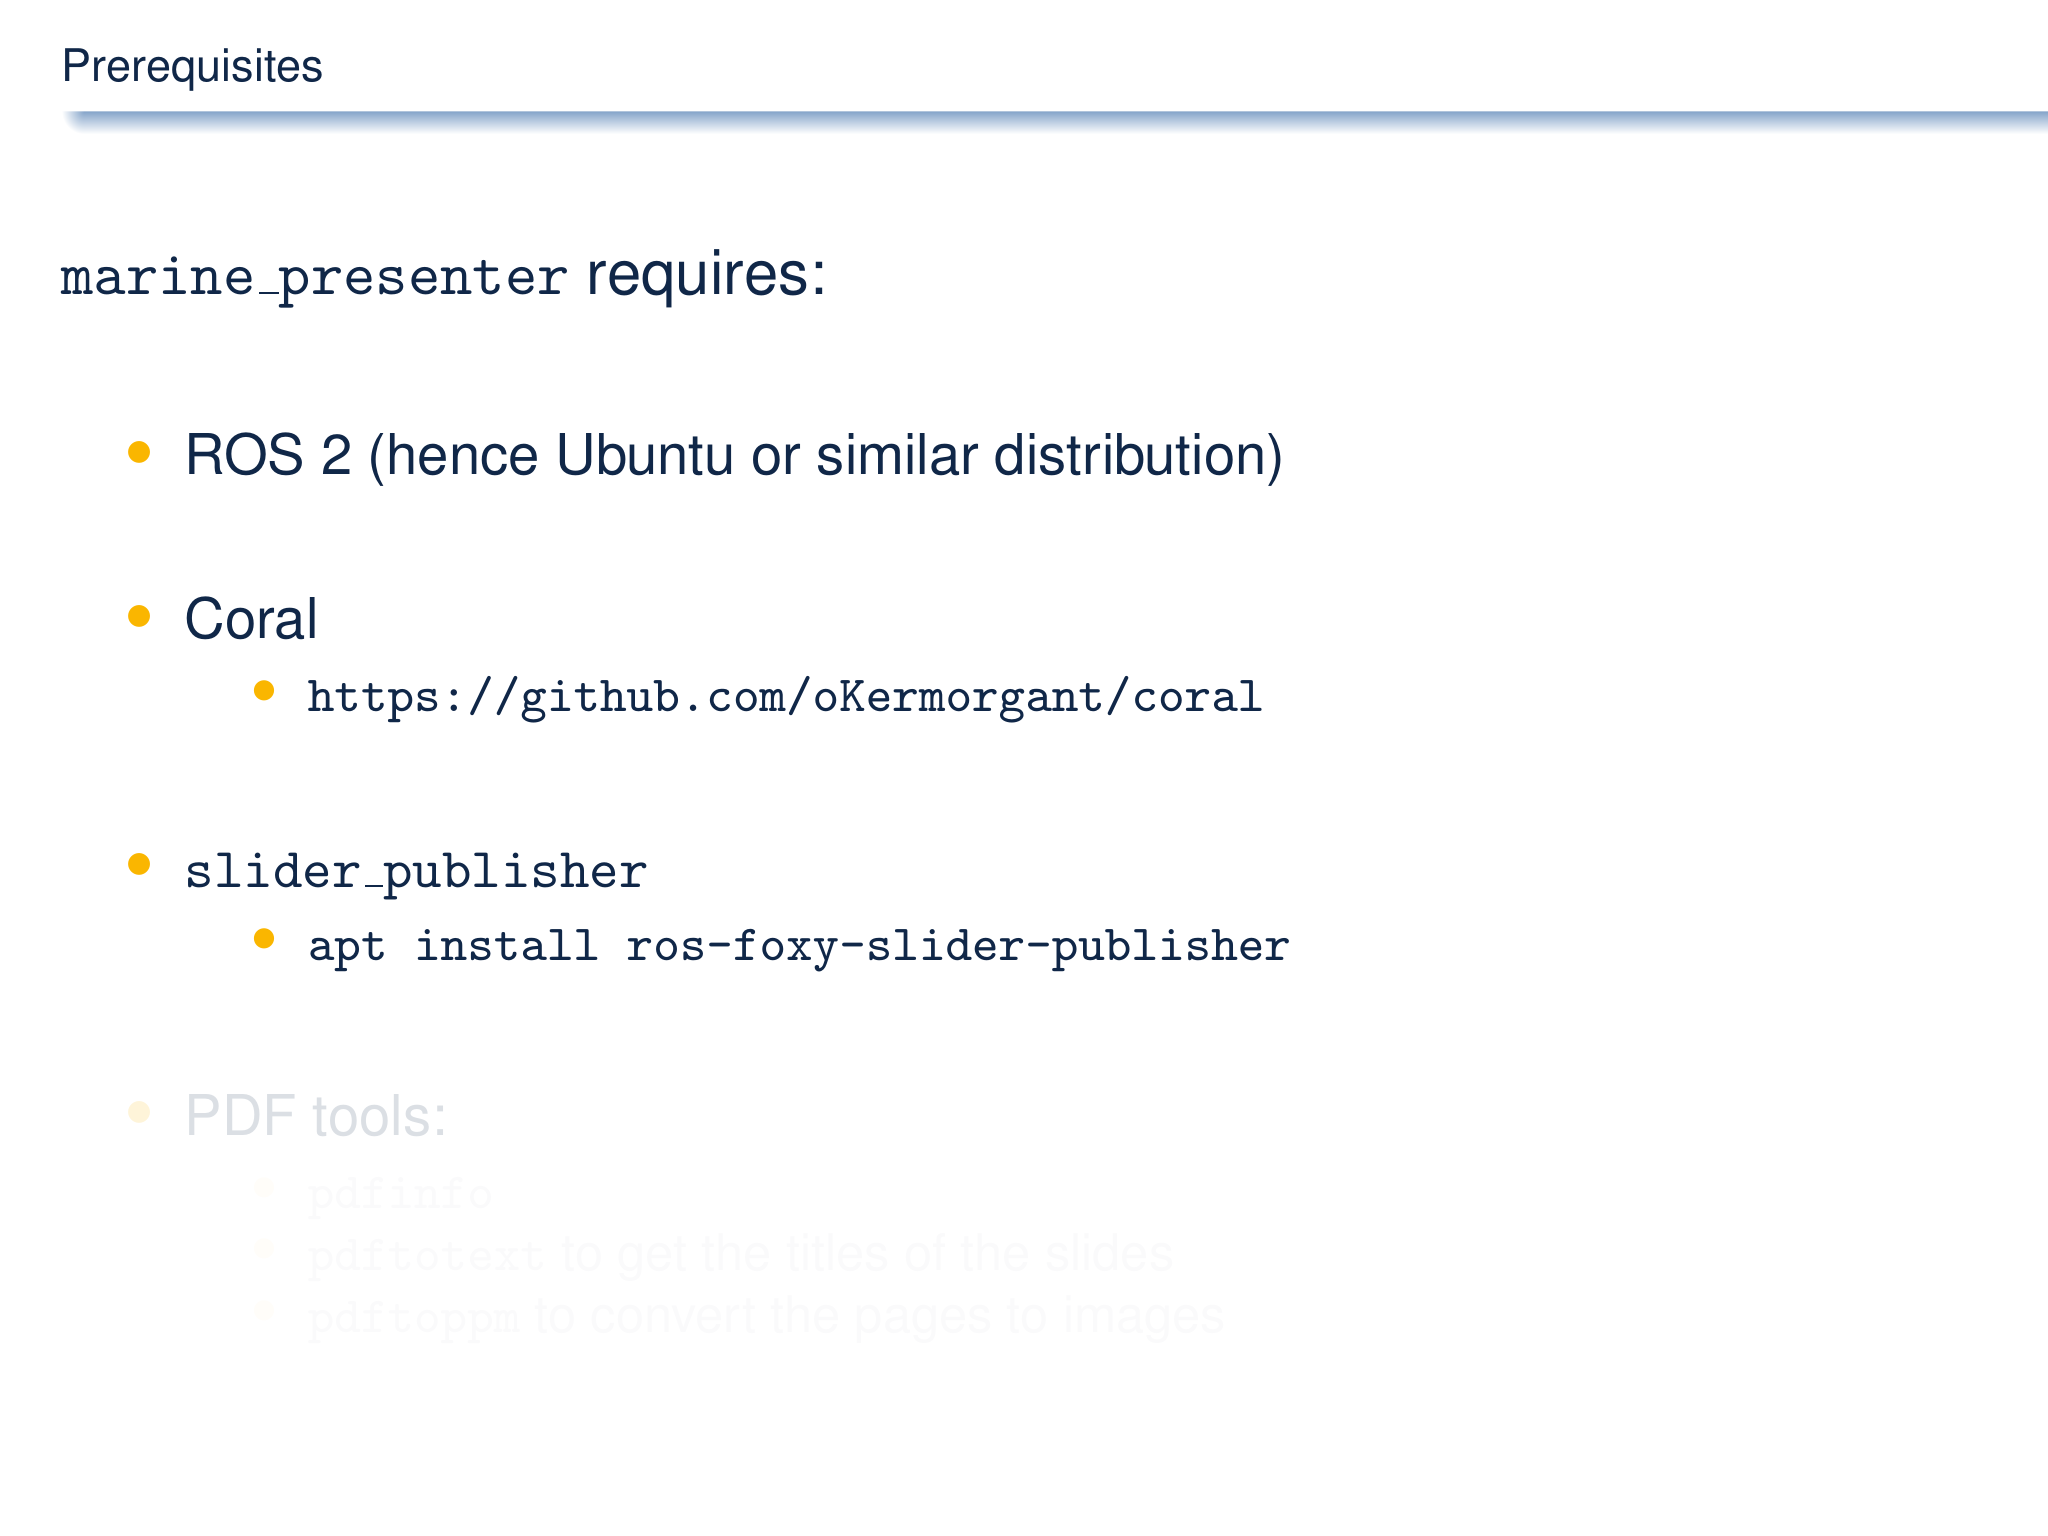 Prerequisites
marine_presenter requires:
ROS 2 (hence Ubuntu or similar distribution)
Coral
https://github.com/oKermorgant/coral
slider_publisher
apt install ros-foxy-slider-publisher
PDF tools:
pdfinfo
pdftotext to get the titles of the slides
pdftoppm to convert the pages to images